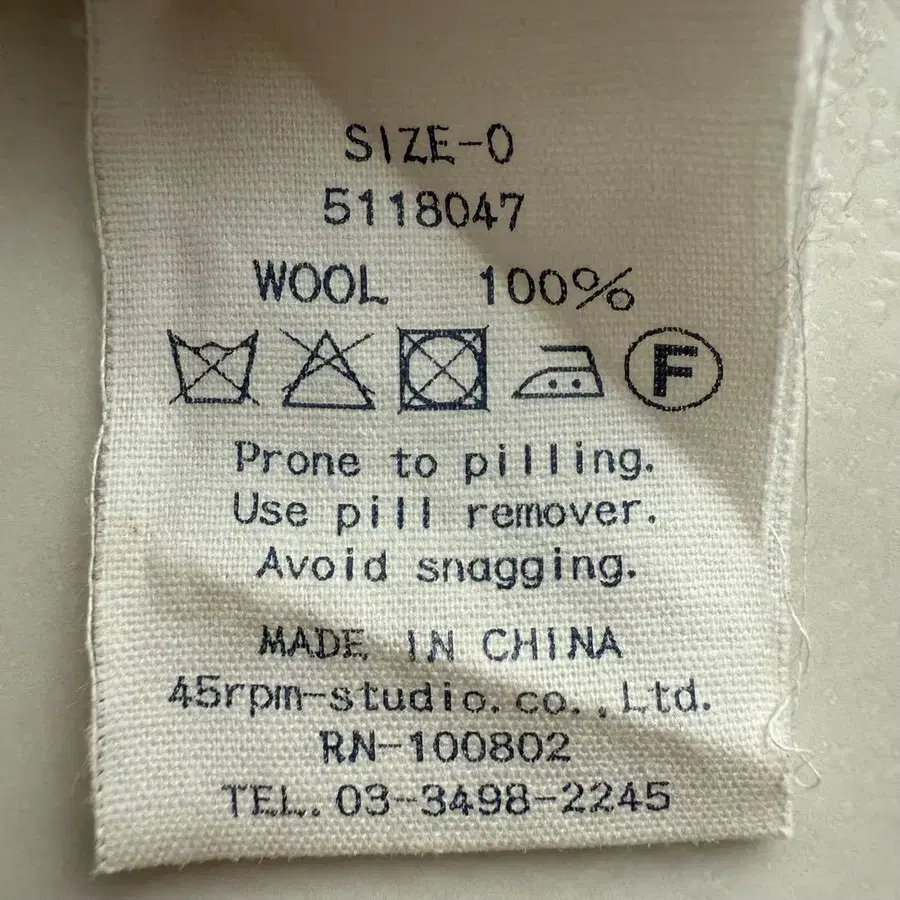 SIZE-0
5118047
WOOL 100%
F
Prone to pilling.
Use pill remover.
Avoid snagging.
MADE IN CHINA
45rpm-studio.co.,Ltd.
RN-100802
TEL.03-3498-2245